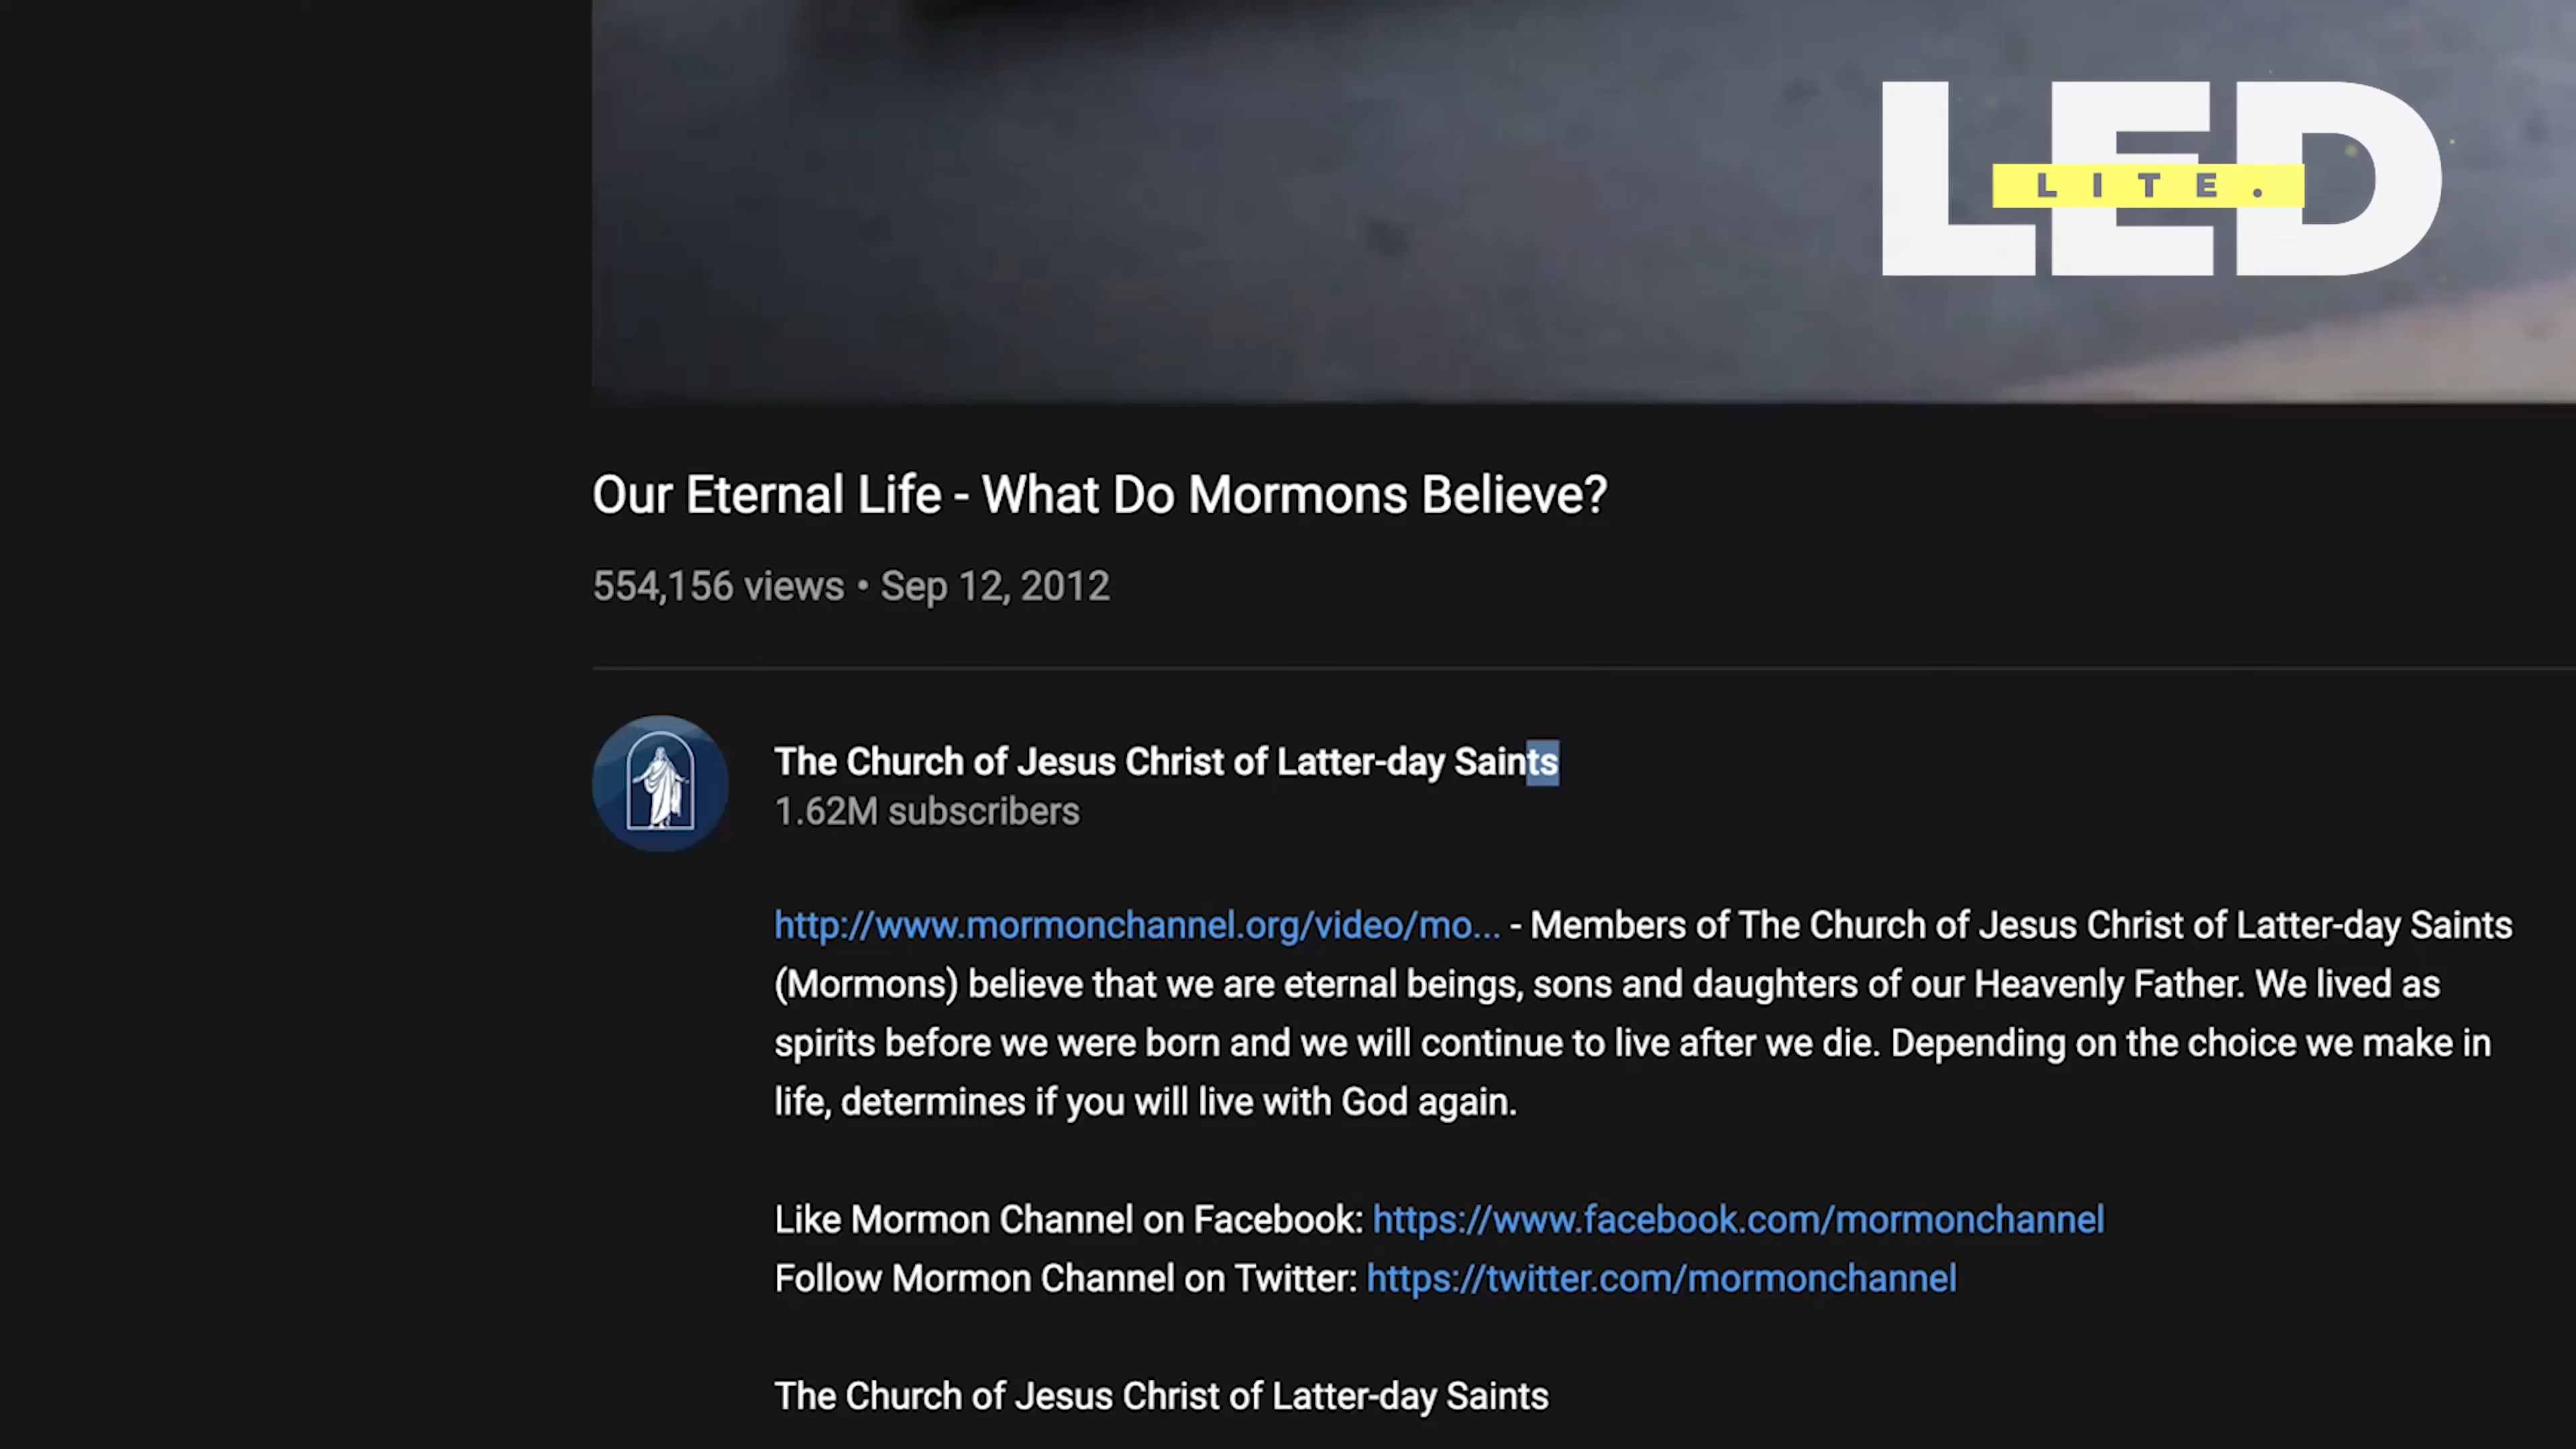 LED
LITE.
Our Eternal Life - What Do Mormons Believe?
554,156 views • Sep 12, 2012
The Church of Jesus Christ of Latter-day Saints
1.62M subscribers
http://www.mormonchannel.org/video/mo... - Members of The Church of Jesus Christ of Latter-day Saints
(Mormons) believe that we are eternal beings, sons and daughters of our Heavenly Father. We lived as
spirits before we were born and we will continue to live after we die. Depending on the choice we make in
life, determines if you will live with God again.
Like Mormon Channel on Facebook: https://www.facebook.com/mormonchannel
Follow Mormon Channel on Twitter: https://twitter.com/mormonchannel
The Church of Jesus Christ of Latter-day Saints